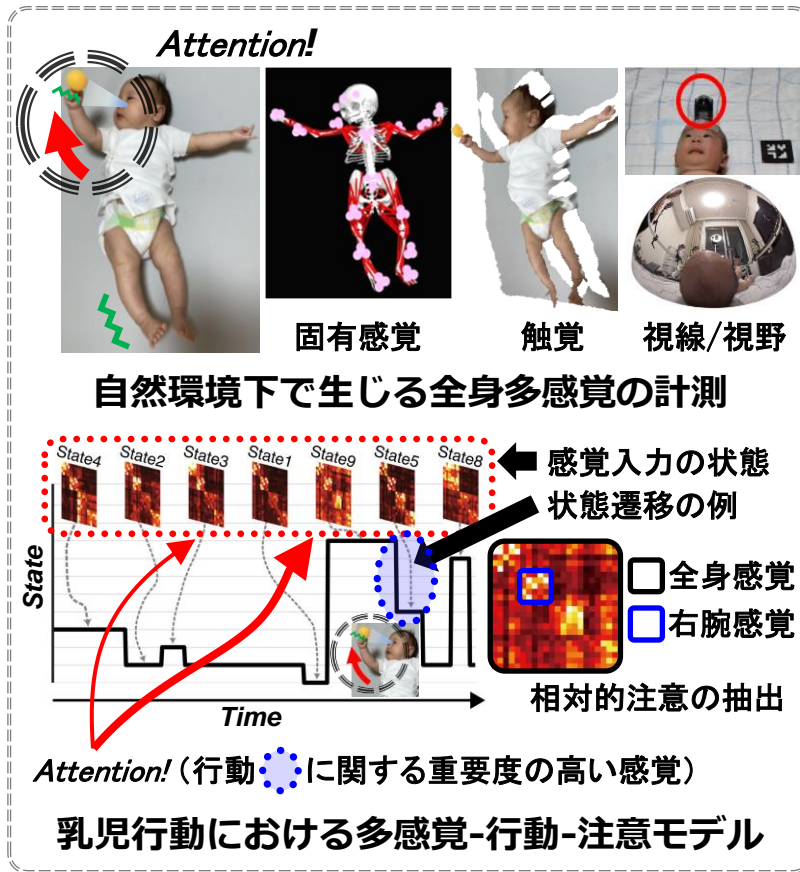 Attention!
固有感覚
触覚
視線/視野
自然環境下で生じる全身多感覚の計測
State4
State2
State3
State1
State9
State5
State8
感覚入力の状態
状態遷移の例
State
全身感覚
右腕感覚
相対的注意の抽出
Time
Attention! (行動 に関する重要度の高い感覚)
乳児行動における多感覚-行動-注意モデル